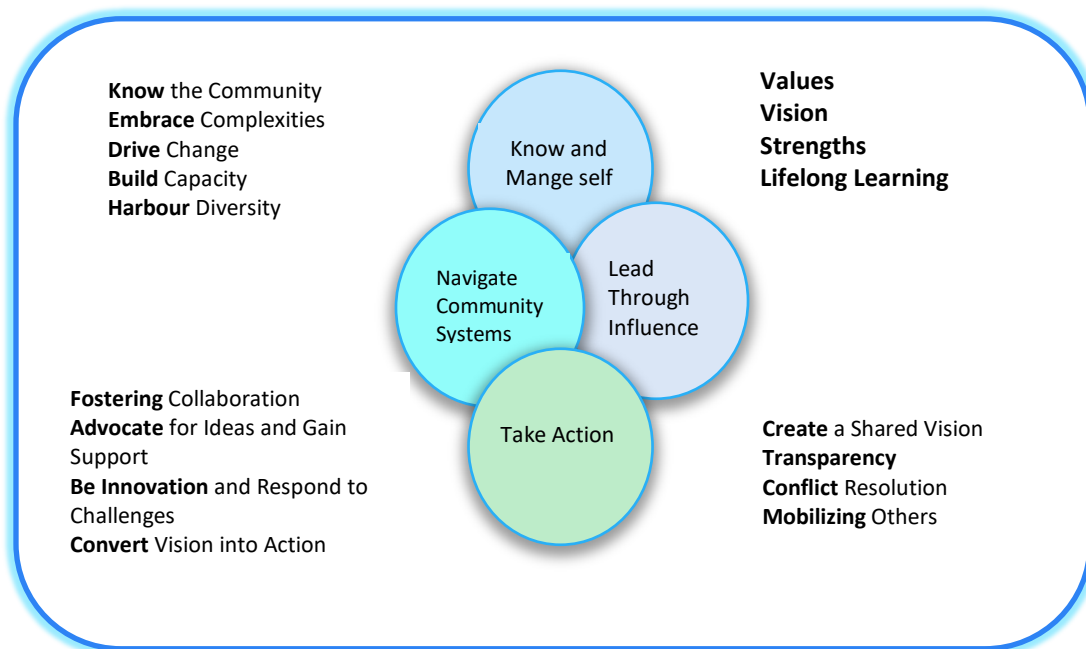 Know the Community
Embrace Complexities
Drive Change
Build Capacity
Harbour Diversity
Know and
Mange self
Values
Vision
Strengths
Lifelong Learning
Navigate
Community
Systems
Lead
Through
Influence
Fostering Collaboration
Advocate for Ideas and Gain
Support
Be Innovation and Respond to
Challenges
Convert Vision into Action
Take Action
Create a Shared Vision
Transparency
Conflict Resolution
Mobilizing Others